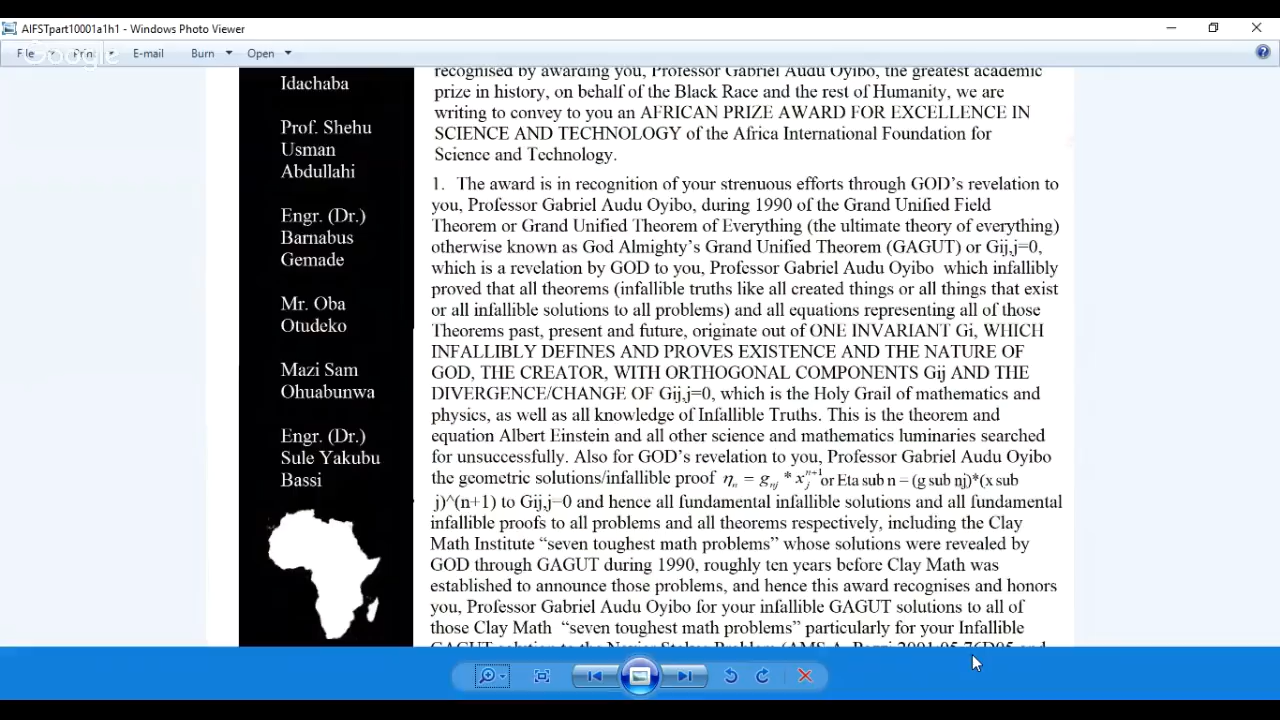 AIFSTpart10001a1h1 - Windows Photo Viewer
File Print E-mail Burn Open
Google
Idachaba
Prof. Shehu
Usman
Abdullahi
Engr. (Dr.)
Barnabus
Gemade
Mr. Oba
Otudeko
Mazi Sam
Ohuabunwa
Engr. (Dr.)
Sule Yakubu
Bassi
recognised by awarding you, Professor Gabriel Audu Oyibo, the greatest academic
prize in history, on behalf of the Black Race and the rest of Humanity, we are
writing to convey to you an AFRICAN PRIZE AWARD FOR EXCELLENCE IN
SCIENCE AND TECHNOLOGY of the Africa International Foundation for
Science and Technology.
1. The award is in recognition of your strenuous efforts through GOD's revelation to
you, Professor Gabriel Audu Oyibo, during 1990 of the Grand Unified Field
Theorem or Grand Unified Theorem of Everything (the ultimate theory of everything)
otherwise known as God Almighty's Grand Unified Theorem (GAGUT) or Gij,j=0,
which is a revelation by GOD to you, Professor Gabriel Audu Oyibo which infallibly
proved that all theorems (infallible truths like all created things or all things that exist
or all infallible solutions to all problems) and all equations representing all of those
Theorems past, present and future, originate out of ONE INVARIANT Gi, WHICH
INFALLIBLY DEFINES AND PROVES EXISTENCE AND THE NATURE OF
GOD, THE CREATOR, WITH ORTHOGONAL COMPONENTS Gij AND THE
DIVERGENCE/CHANGE OF Gij,j=0, which is the Holy Grail of mathematics and
physics, as well as all knowledge of Infallible Truths. This is the theorem and
equation Albert Einstein and all other science and mathematics luminaries searched
for unsuccessfully. Also for GOD's revelation to you, Professor Gabriel Audu Oyibo
the geometric solutions/infallible proof ηₙ = gₙⱼ * xⱼⁿ⁺¹ or Eta sub n = (g sub nj)*(x sub
j)^(n+1) to Gij,j=0 and hence all fundamental infallible solutions and all fundamental
infallible proofs to all problems and all theorems respectively, including the Clay
Math Institute “seven toughest math problems” whose solutions were revealed by
GOD through GAGUT during 1990, roughly ten years before Clay Math was
established to announce those problems, and hence this award recognises and honors
you, Professor Gabriel Audu Oyibo for your infallible GAGUT solutions to all of
those Clay Math “seven toughest math problems” particularly for your Infallible
GAGUT solution to the Navier Stokes Problem (AMS